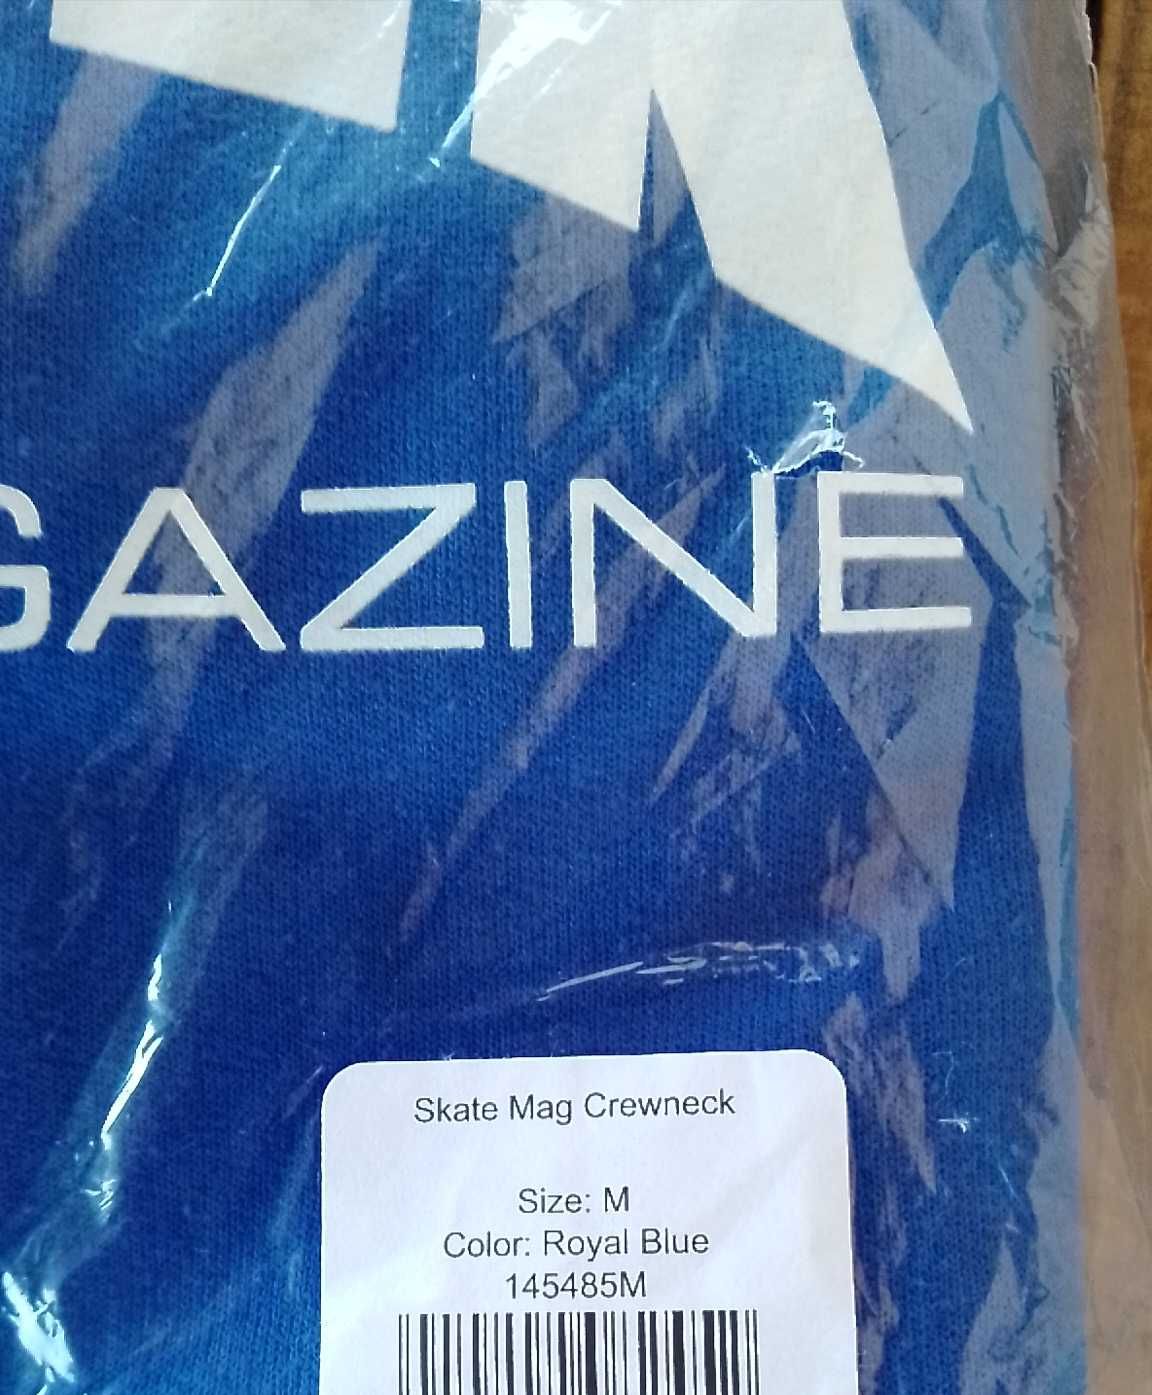 GAZINE
Skate Mag Crewneck
Size: M
Color: Royal Blue
145485M